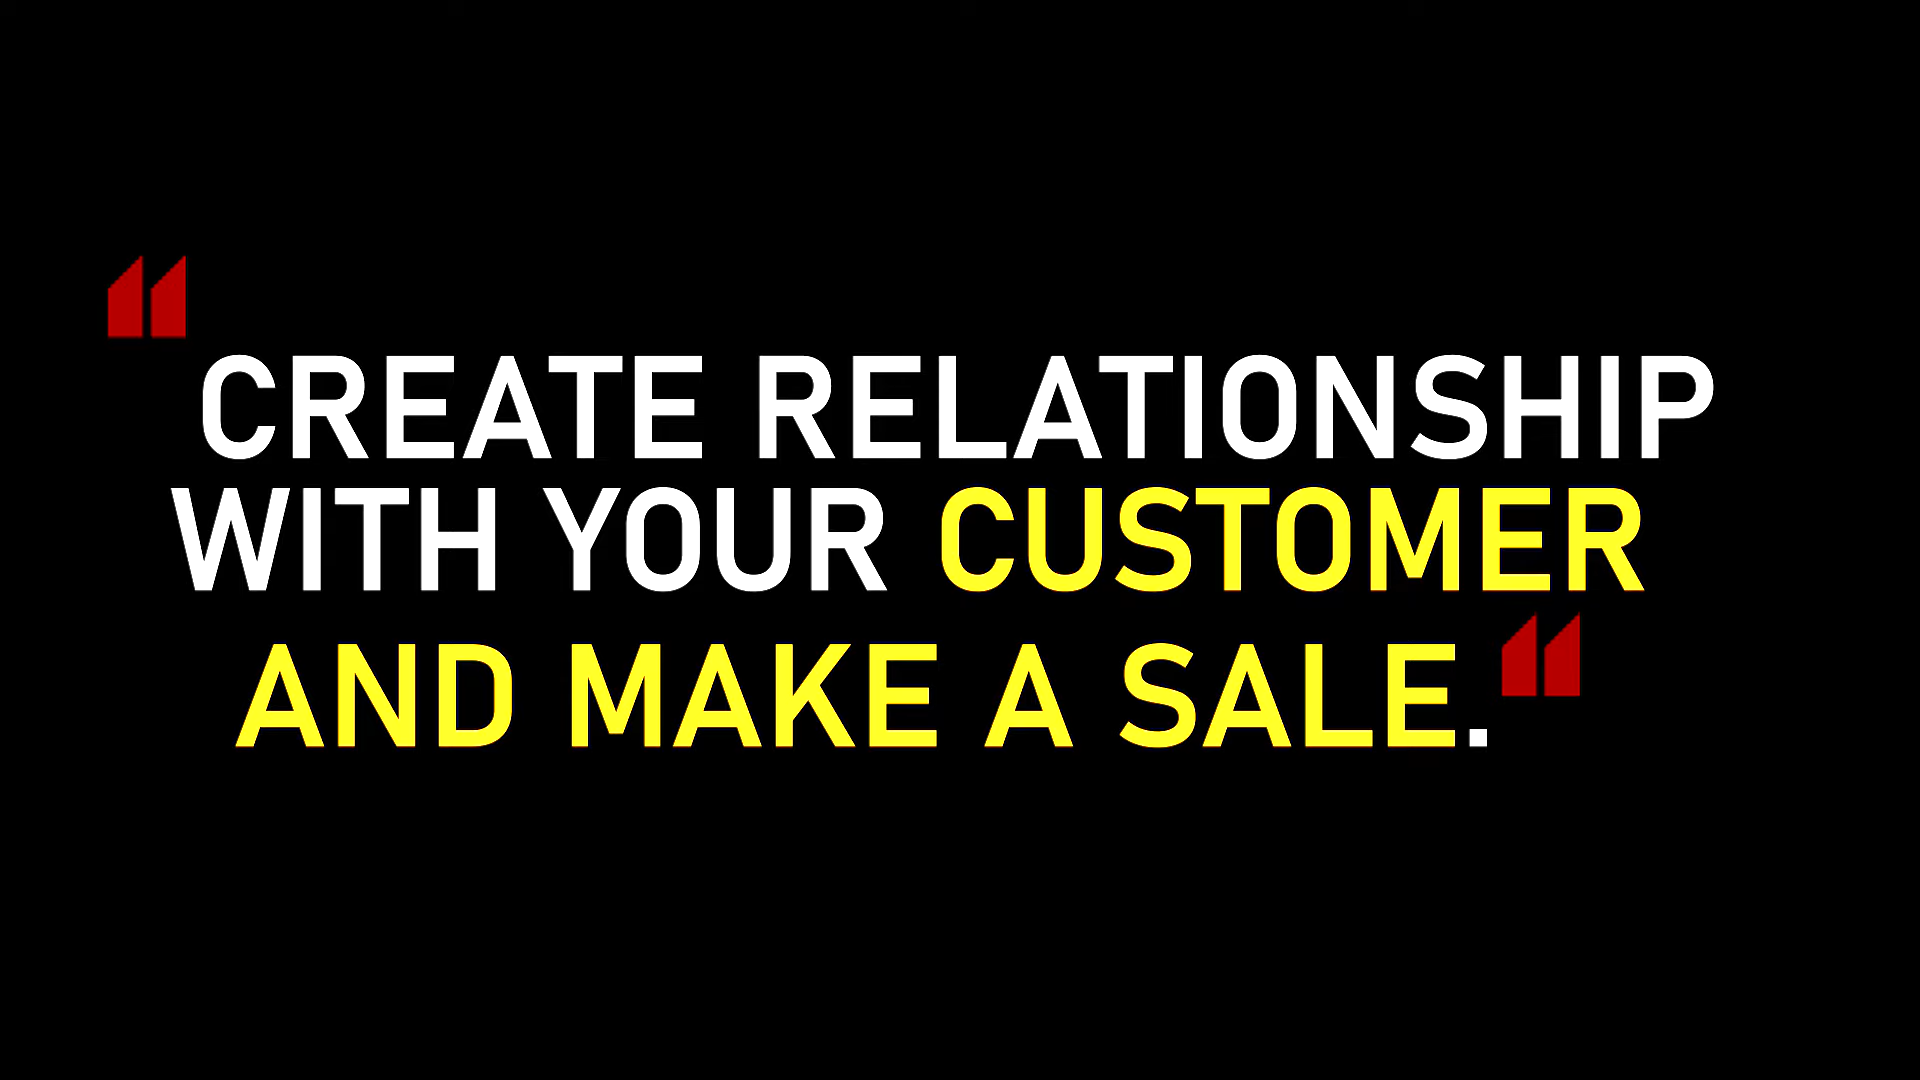 “CREATE RELATIONSHIP
WITH YOUR CUSTOMER
AND MAKE A SALE.“